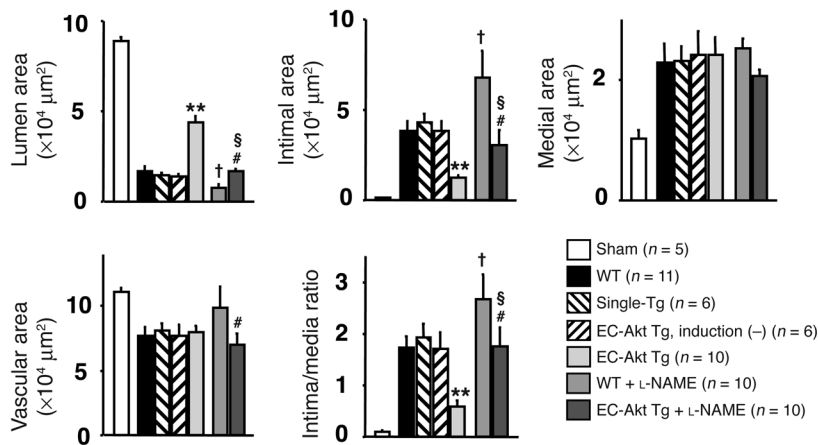 Lumen area
(×10⁴ μm²)
10
5
0
**
†
§
#
Intimal area
(×10⁴ μm²)
10
5
0
**
†
§
#
Medial area
(×10⁴ μm²)
2
0
Vascular area
(×10⁴ μm²)
10
5
0
#
Intima/media ratio
3
2
1
0
**
†
§
#
Sham (n = 5)
WT (n = 11)
Single-Tg (n = 6)
EC-Akt Tg, induction (–) (n = 6)
EC-Akt Tg (n = 10)
WT + L-NAME (n = 10)
EC-Akt Tg + L-NAME (n = 10)